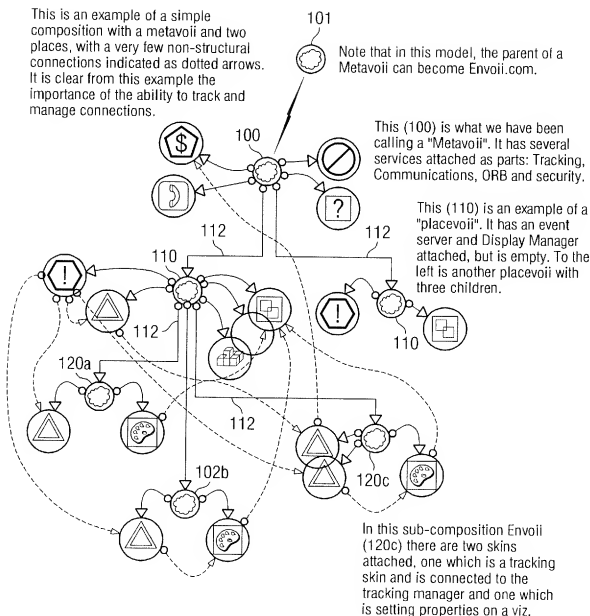 This is an example of a simple
composition with a metavoii and two
places, with a very few non-structural
connections indicated as dotted arrows.
It is clear from this example the
importance of the ability to track and
manage connections.
101
Note that in this model, the parent of a
Metavoii can become Envoii.com.
100
$
?
This (100) is what we have been
calling a "Metavoii". It has several
services attached as parts: Tracking,
Communications, ORB and security.
This (110) is an example of a
"placevoii". It has an event
server and Display Manager
attached, but is empty. To the
left is another placevoii with
three children.
112
112
110
!
!
110
112
120a
112
120c
102b
In this sub-composition Envoii
(120c) there are two skins
attached, one which is a tracking
skin and is connected to the
tracking manager and one which
is setting properties on a viz.